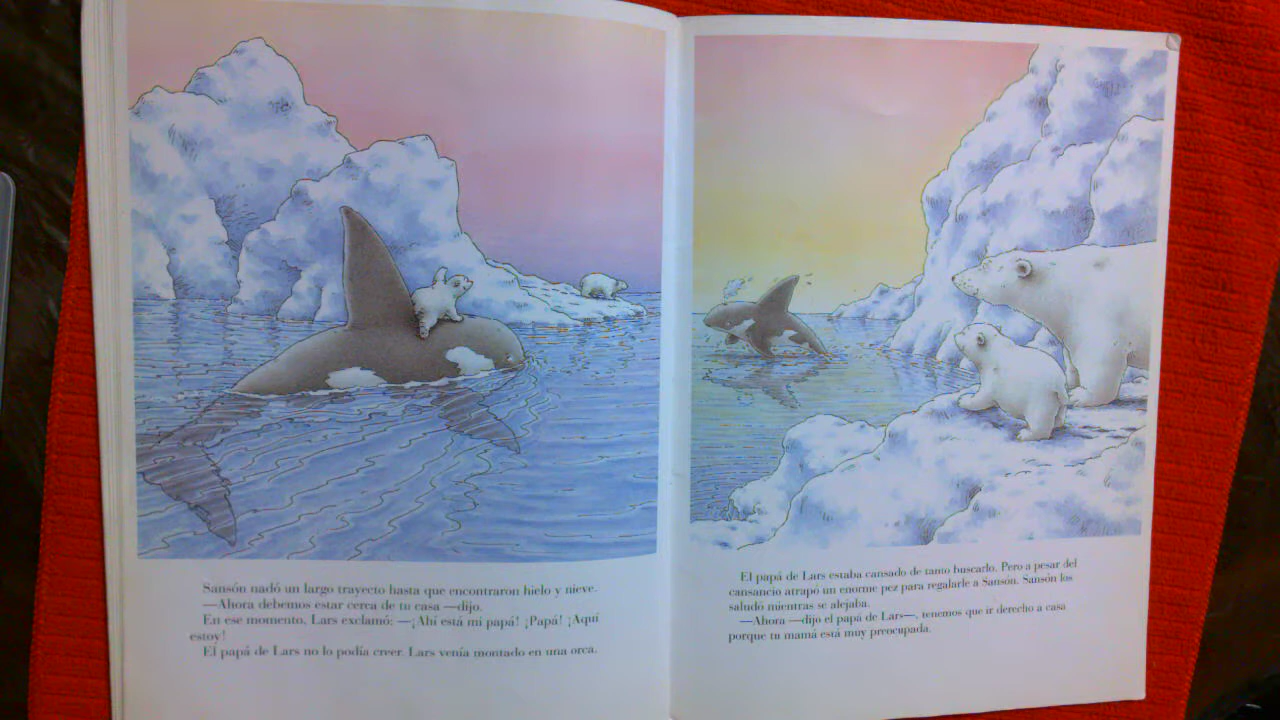 Sansón nadó un largo trayecto hasta que encontraron hielo y nieve.
—Ahora debemos estar cerca de tu casa —dijo.
En ese momento, Lars exclamó: —¡Ahí está mi papá! ¡Papá! ¡Aquí
estoy!
El papá de Lars no lo podía creer. Lars venía montado en una orca.
El papá de Lars estaba cansado de tanto buscarlo. Pero a pesar del
cansancio atrapó un enorme pez para regalarle a Sansón. Sansón los
saludó mientras se alejaba.
—Ahora —dijo el papá de Lars—, tenemos que ir derecho a casa
porque tu mamá está muy preocupada.